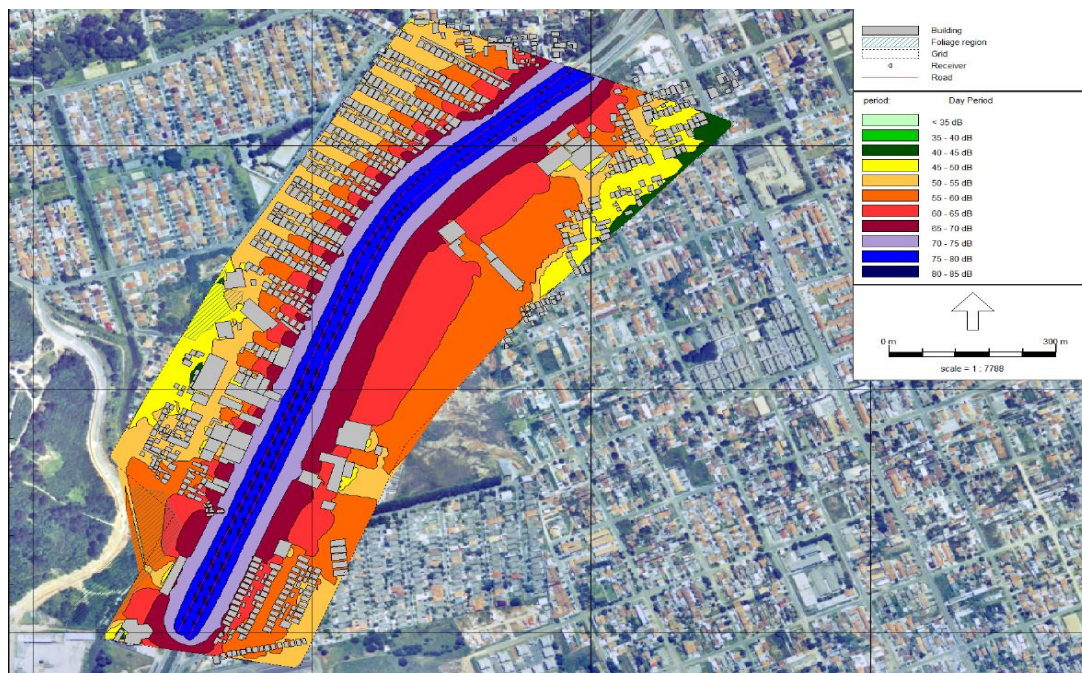 Building
Foliage region
Grid
Receiver
Road
period: Day Period
< 35 dB
35 - 40 dB
40 - 45 dB
45 - 50 dB
50 - 55 dB
55 - 60 dB
60 - 65 dB
65 - 70 dB
70 - 75 dB
75 - 80 dB
80 - 85 dB
0 m 300 m
scale = 1 : 7788